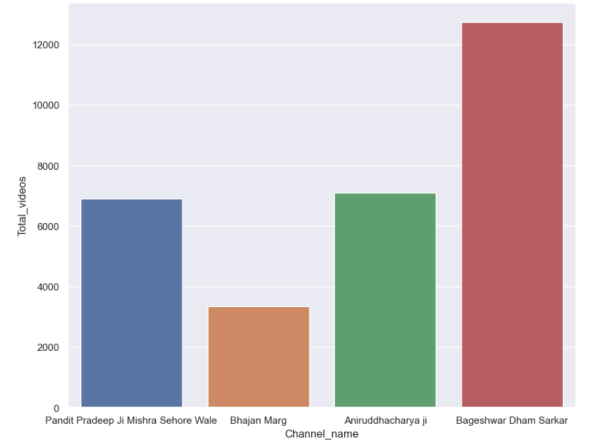 12000
10000
8000
6000
4000
2000
0
Total_videos
Pandit Pradeep Ji Mishra Sehore Wale
Bhajan Marg
Aniruddhacharya ji
Bageshwar Dham Sarkar
Channel_name